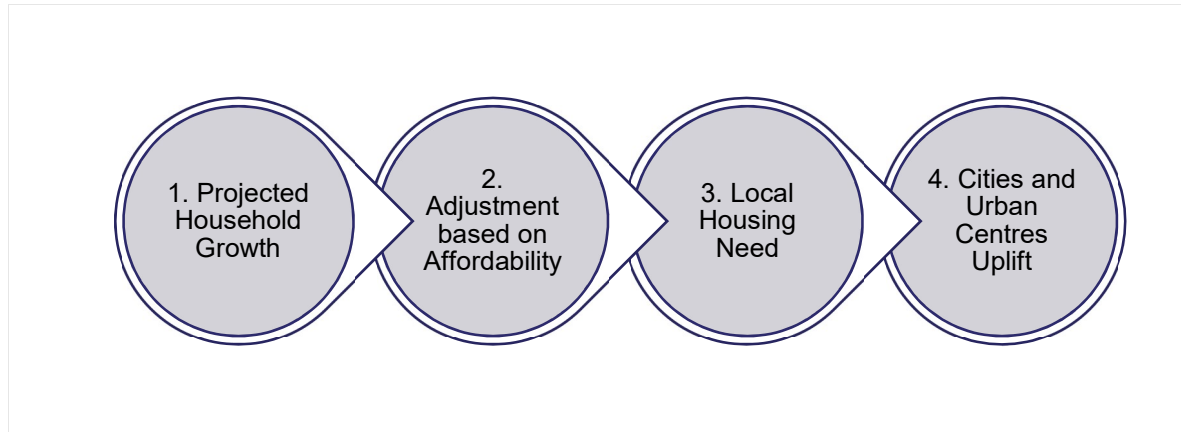 1. Projected
Household
Growth
2.
Adjustment
based on
Affordability
3. Local
Housing
Need
4. Cities and
Urban
Centres
Uplift